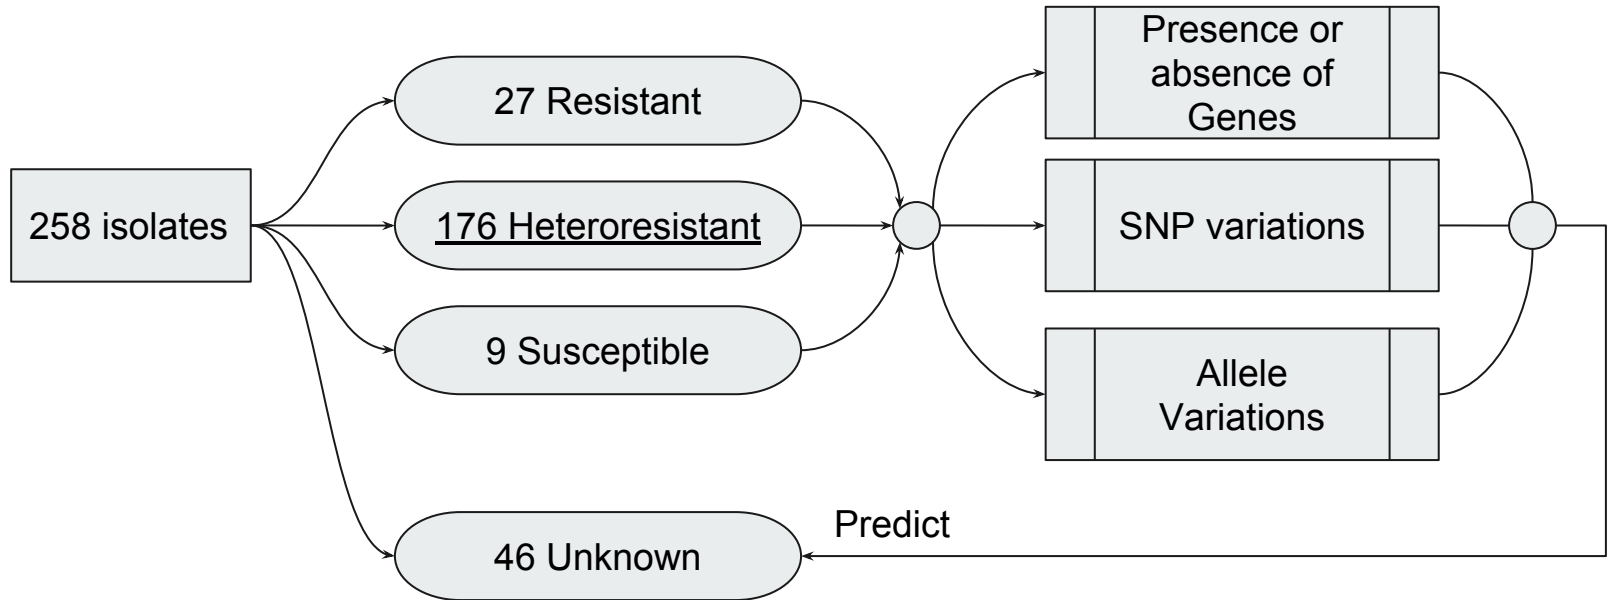 258 isolates
27 Resistant
176 Heteroresistant
9 Susceptible
46 Unknown
Presence or
absence of
Genes
SNP variations
Allele
Variations
Predict